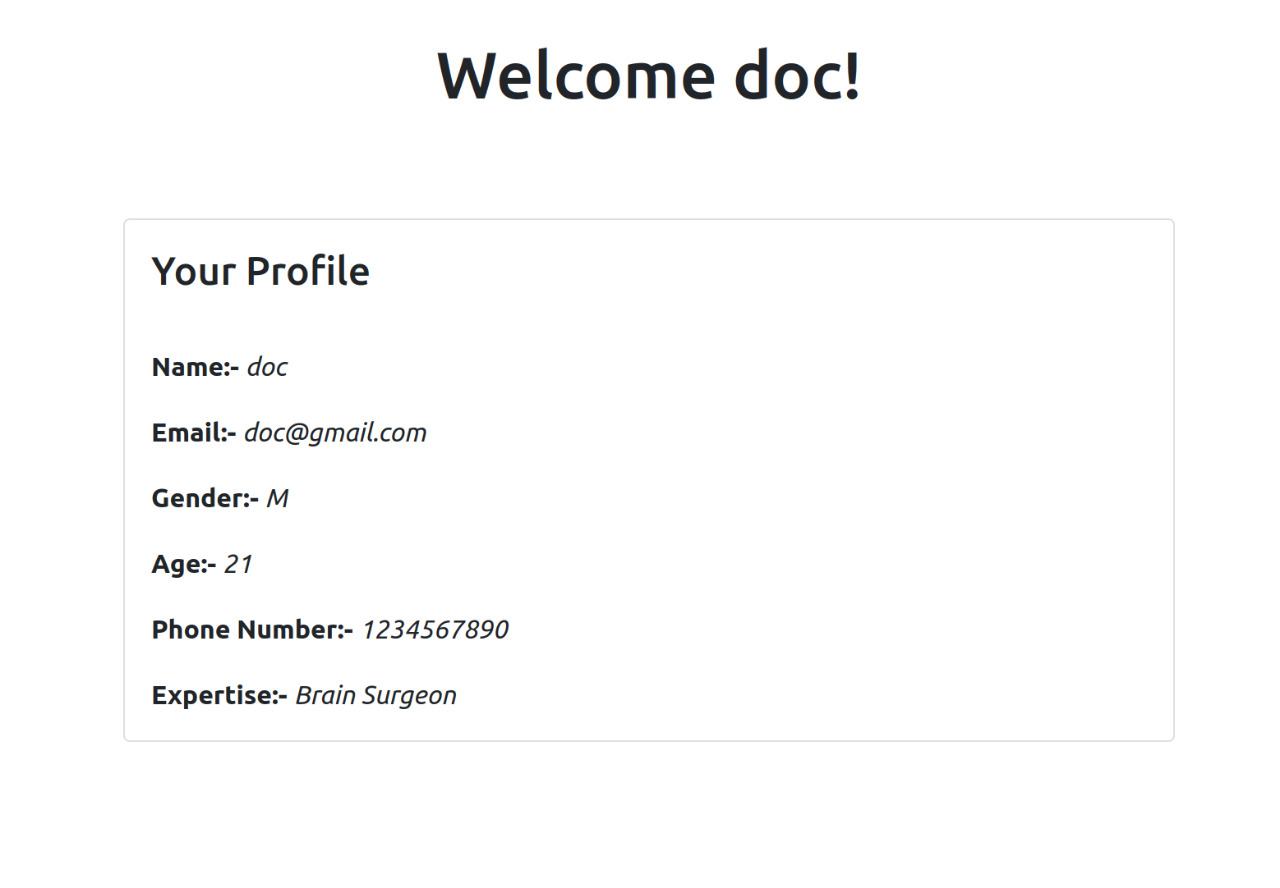 Welcome doc!
Your Profile
Name:- doc
Email:- doc@gmail.com
Gender:- M
Age:- 21
Phone Number:- 1234567890
Expertise:- Brain Surgeon